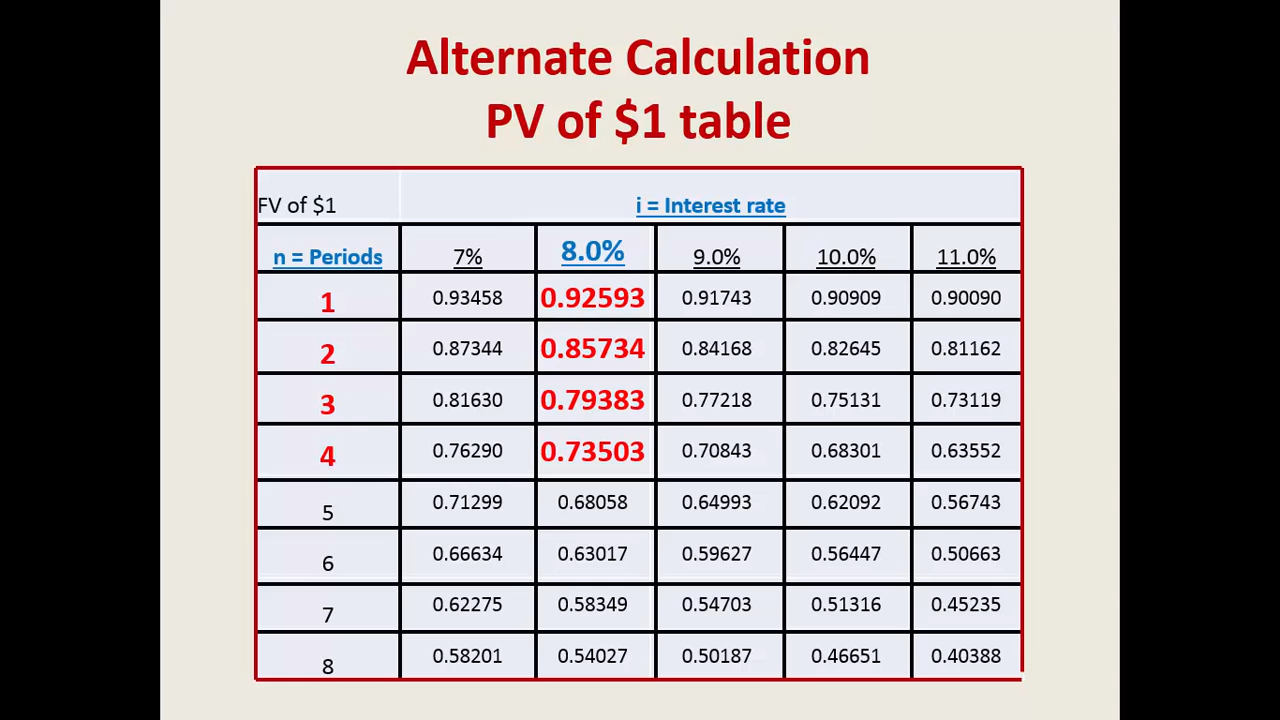 Alternate Calculation
PV of $1 table
FV of $1 i = Interest rate
n = Periods 7% 8.0% 9.0% 10.0% 11.0%
1 0.93458 0.92593 0.91743 0.90909 0.90090
2 0.87344 0.85734 0.84168 0.82645 0.81162
3 0.81630 0.79383 0.77218 0.75131 0.73119
4 0.76290 0.73503 0.70843 0.68301 0.63552
5 0.71299 0.68058 0.64993 0.62092 0.56743
6 0.66634 0.63017 0.59627 0.56447 0.50663
7 0.62275 0.58349 0.54703 0.51316 0.45235
8 0.58201 0.54027 0.50187 0.46651 0.40388